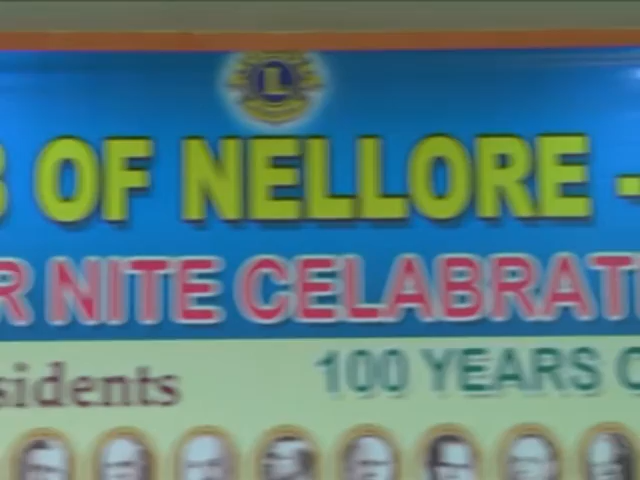 OF NELLORE -
R NITE CELABRAT
sidents
100 YEARS
L